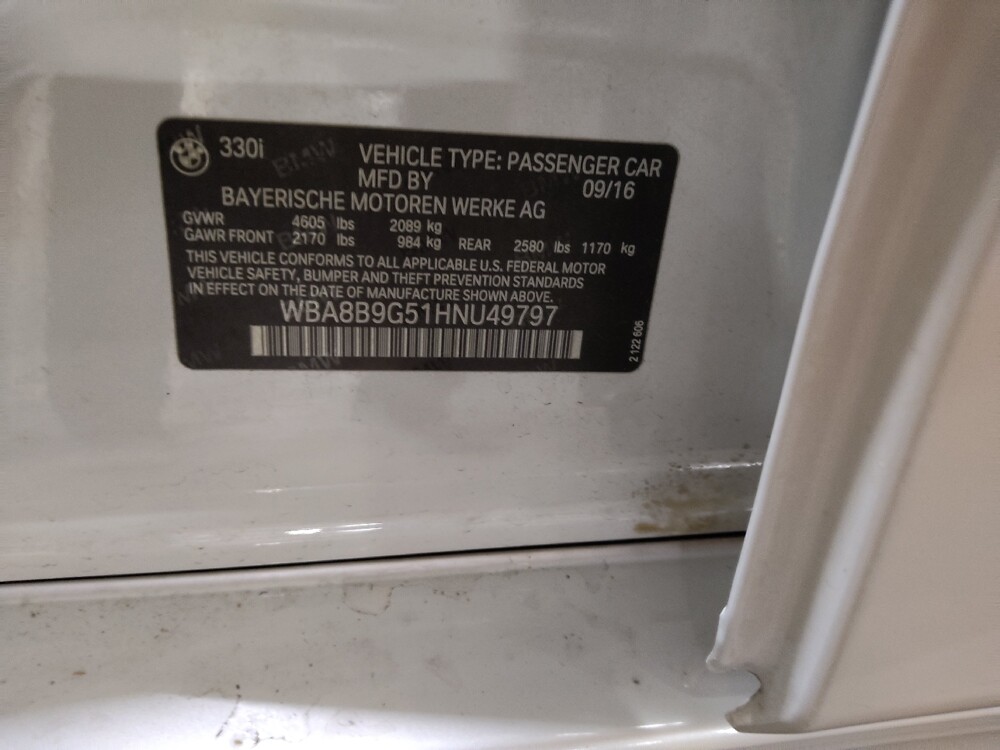 330i
VEHICLE TYPE: PASSENGER CAR
MFD BY 09/16
BAYERISCHE MOTOREN WERKE AG
GVWR 4605 lbs 2089 kg
GAWR FRONT 2170 lbs 984 kg REAR 2580 lbs 1170 kg
THIS VEHICLE CONFORMS TO ALL APPLICABLE U.S. FEDERAL MOTOR
VEHICLE SAFETY, BUMPER AND THEFT PREVENTION STANDARDS
IN EFFECT ON THE DATE OF MANUFACTURE SHOWN ABOVE.
WBA8B9G51HNU49797
2 122 606
BMW